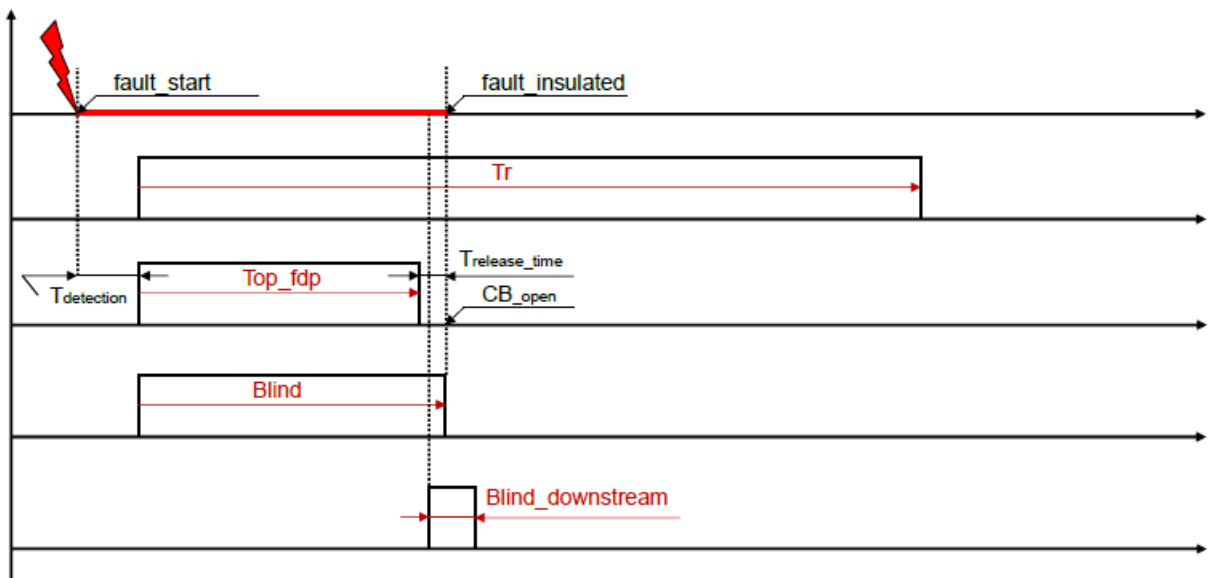 fault_start
fault_insulated
Tr
Top_fdp
Trelease_time
Tdetection
CB_open
Blind
Blind_downstream